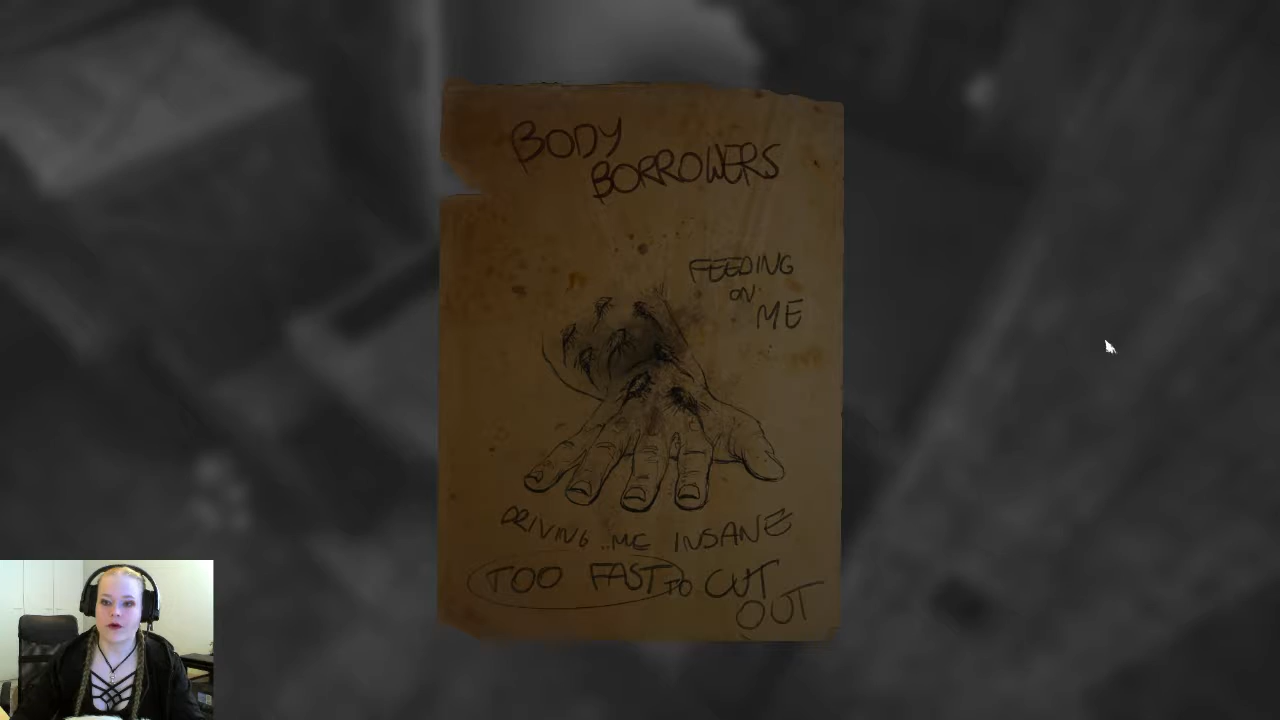 BODY
BORROWERS
FEEDING
ON
ME
DRIVING ME INSANE
TOO FAST TO CUT
OUT